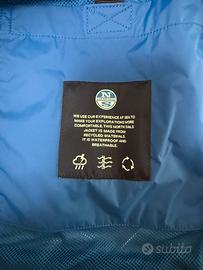 WE USE OUR EXPERIENCE AT SEA TO
MAKE YOUR EXPLORATIONS MORE
COMFORTABLE. THIS NORTH SAILS
JACKET IS MADE FROM
RECYCLED MATERIALS.
IT IS WATERPROOF AND
BREATHABLE.
subito